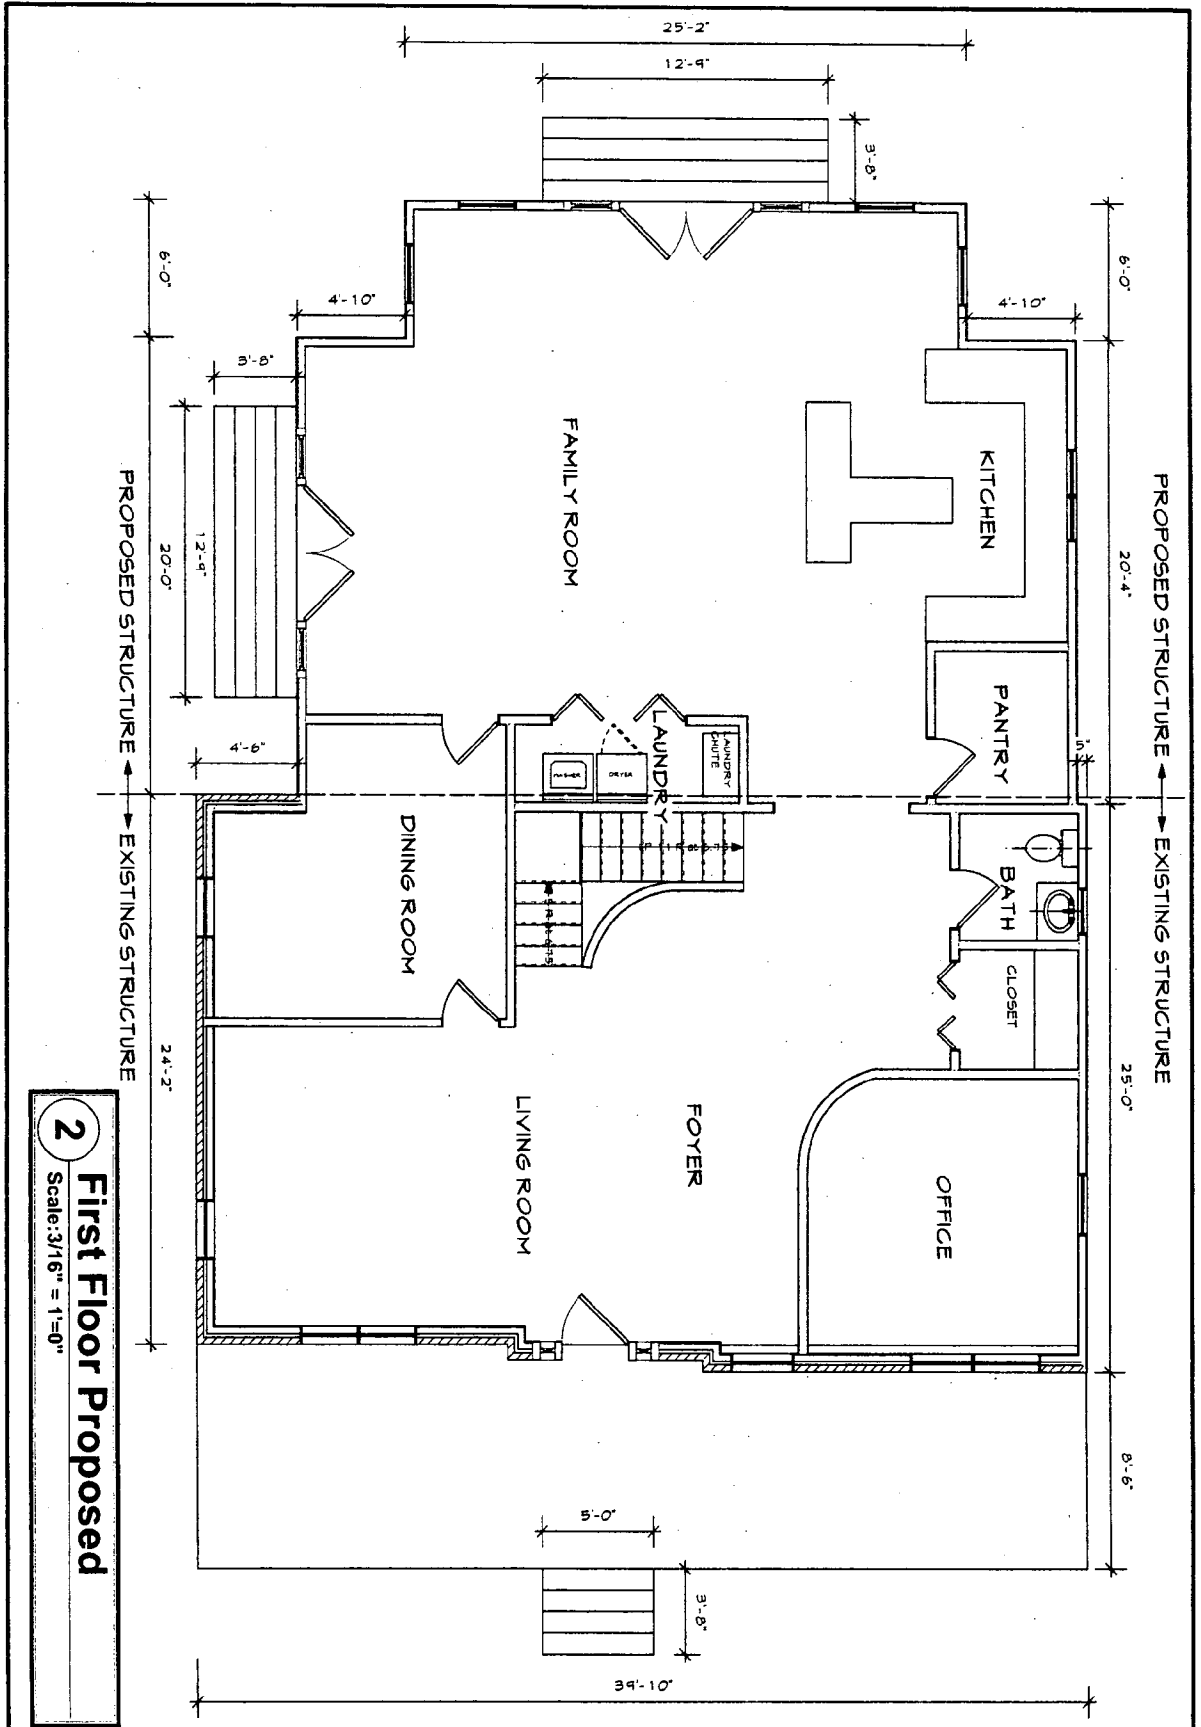 25'-2"
12'-9"
3'-8"
6'-0"
6'-0"
4'-10"
4'-10"
3'-8"
FAMILY ROOM
KITCHEN
PROPOSED STRUCTURE
PROPOSED STRUCTURE
20'-0"
12'-9"
20'-4"
4'-6"
LAUNDRY
LAUNDRY
CHUTE
WASHER
DRYER
PANTRY
5"
EXISTING STRUCTURE
EXISTING STRUCTURE
DINING ROOM
BATH
CLOSET
24'-2"
25'-0"
LIVING ROOM
FOYER
OFFICE
8'-6"
5'-0"
3'-8"
39'-10"
2
First Floor Proposed
Scale:3/16" = 1'=0"